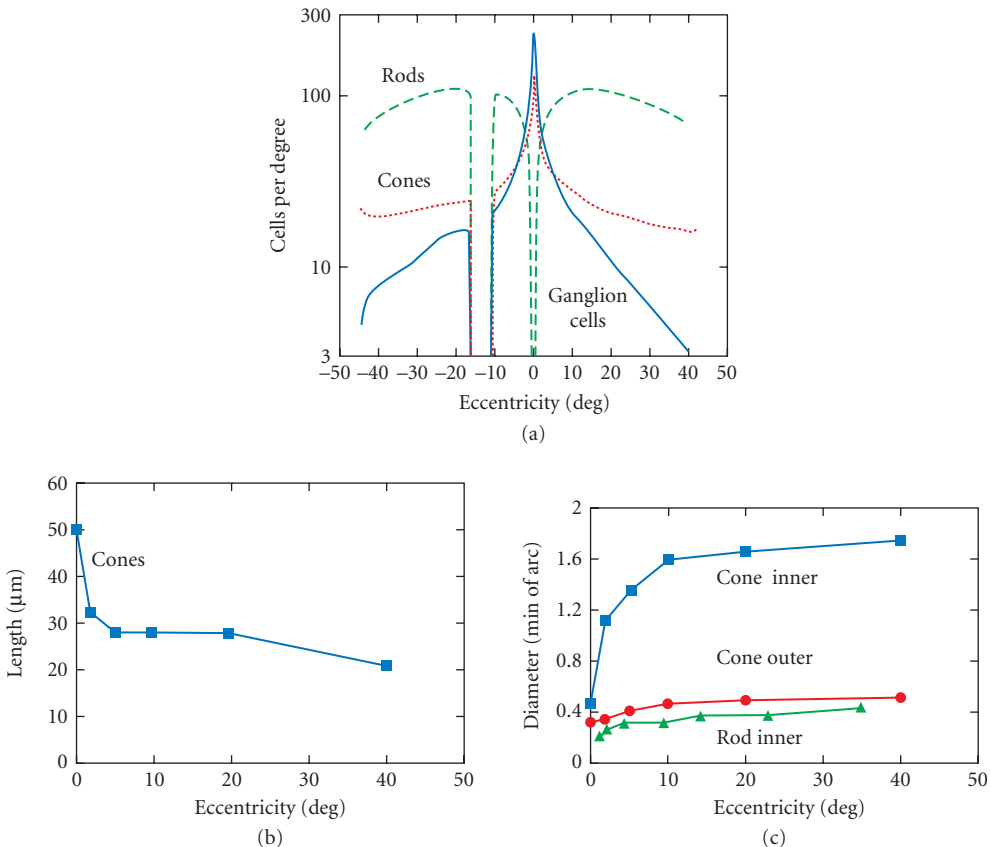 300
100
10
3
Cells per degree
Rods
Cones
Ganglion
cells
−50 −40 −30 −20 −10 0 10 20 30 40 50
Eccentricity (deg)
(a)
60
50
40
30
20
10
0
Length (μm)
Cones
0 10 20 30 40 50
Eccentricity (deg)
(b)
2
1.6
1.2
0.8
0.4
0
Diameter (min of arc)
Cone inner
Cone outer
Rod inner
0 10 20 30 40 50
Eccentricity (deg)
(c)